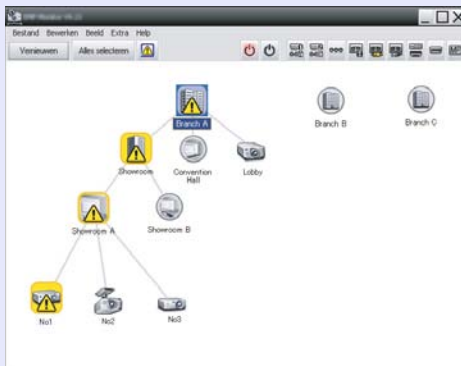 Bestand Bewerken Beeld Extra Help
Vernieuwen Alles selecteren
Branch A
Branch B
Branch C
Showroom
Convention
Hall
Lobby
Showroom A
Showroom B
No1
No2
No3